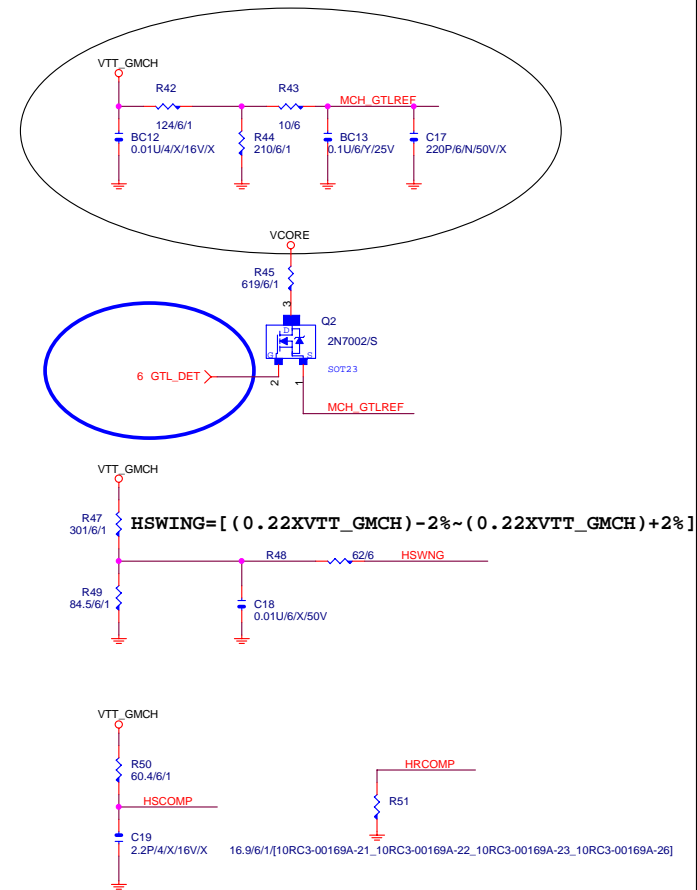 VTT_GMCH
R42
R43
MCH_GTLREF
124/6/1
10/6
BC12
0.01U/4/X/16V/X
R44
210/6/1
BC13
0.1U/6/Y/25V
C17
220P/6/N/50V/X
VCORE
R45
619/6/1
3
Q2
D
2N7002/S
G
S
SOT23
6 GTL_DET
2
1
MCH_GTLREF
VTT_GMCH
R47
301/6/1
HSWING=[(0.22XVTT_GMCH)-2%~(0.22XVTT_GMCH)+2%]
R48
62/6
HSWNG
R49
84.5/6/1
C18
0.01U/6/X/50V
VTT_GMCH
R50
60.4/6/1
HRCOMP
HSCOMP
R51
C19
2.2P/4/X/16V/X
16.9/6/1/[10RC3-00169A-21_10RC3-00169A-22_10RC3-00169A-23_10RC3-00169A-26]